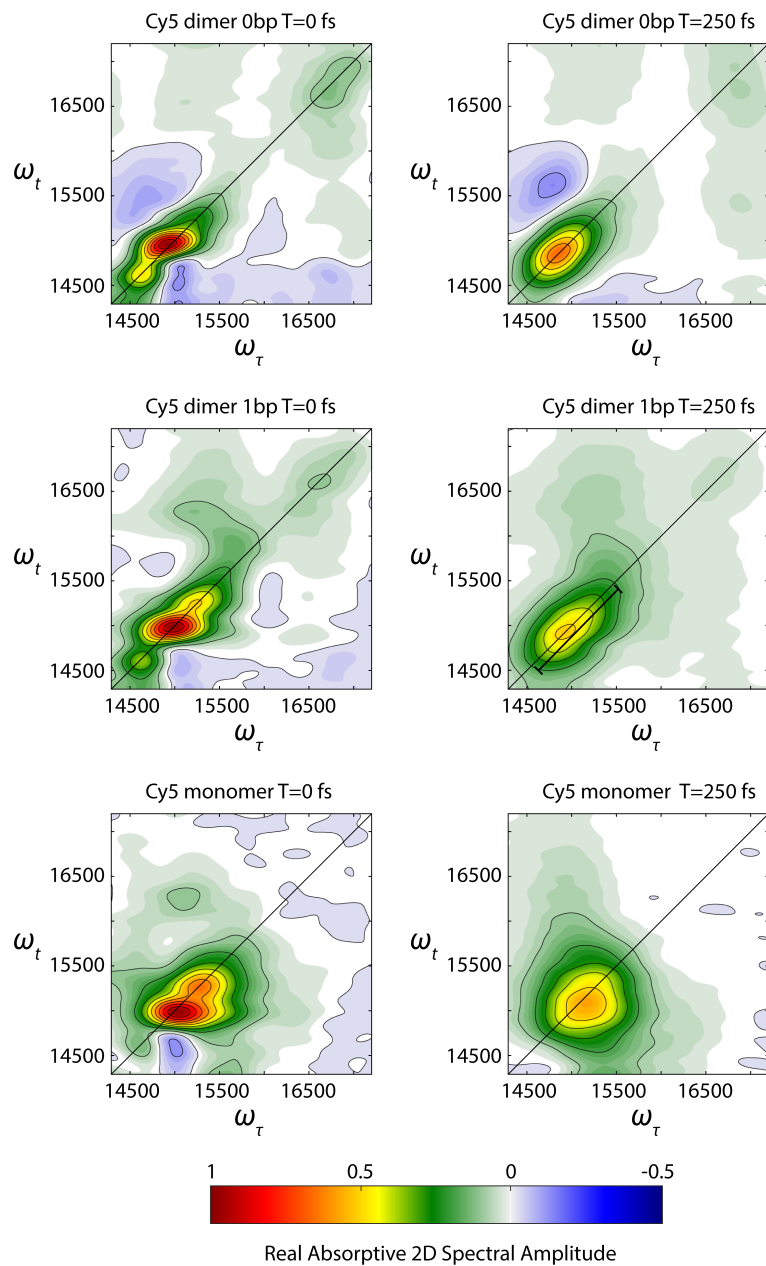 Cy5 dimer 0bp T=0 fs
Cy5 dimer 0bp T=250 fs
16500
15500
14500
ω_t
14500 15500 16500
ω_τ
16500
15500
14500
ω_t
14500 15500 16500
ω_τ
Cy5 dimer 1bp T=0 fs
Cy5 dimer 1bp T=250 fs
16500
15500
14500
ω_t
14500 15500 16500
ω_τ
16500
15500
14500
ω_t
14500 15500 16500
ω_τ
Cy5 monomer T=0 fs
Cy5 monomer T=250 fs
16500
15500
14500
ω_t
14500 15500 16500
ω_τ
16500
15500
14500
ω_t
14500 15500 16500
ω_τ
1 0.5 0 -0.5
Real Absorptive 2D Spectral Amplitude